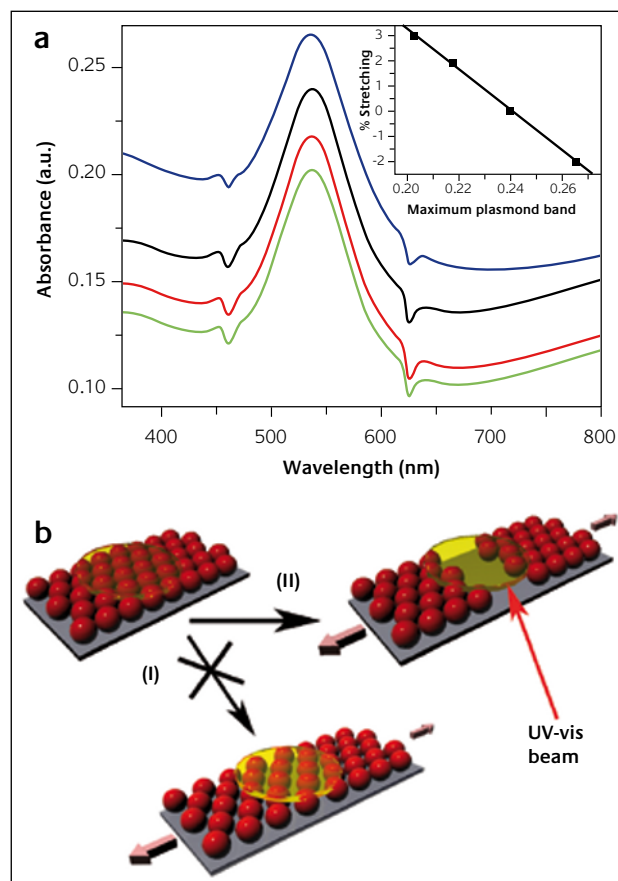 a
Absorbance (a.u.)
0.25
0.20
0.15
0.10
400
500
600
700
800
Wavelength (nm)
% Stretching
3
2
1
0
-1
-2
0.20
0.22
0.24
0.26
Maximum plasmond band
b
(II)
(I)
UV-vis
beam